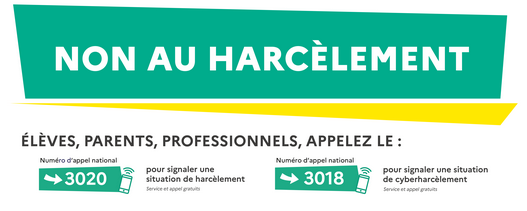 NON AU HARCÈLEMENT
ÉLÈVES, PARENTS, PROFESSIONNELS, APPELEZ LE :
Numéro d'appel national
3020
pour signaler une
situation de harcèlement
Service et appel gratuits
Numéro d'appel national
3018
pour signaler une situation
de cyberharcèlement
Service et appel gratuits